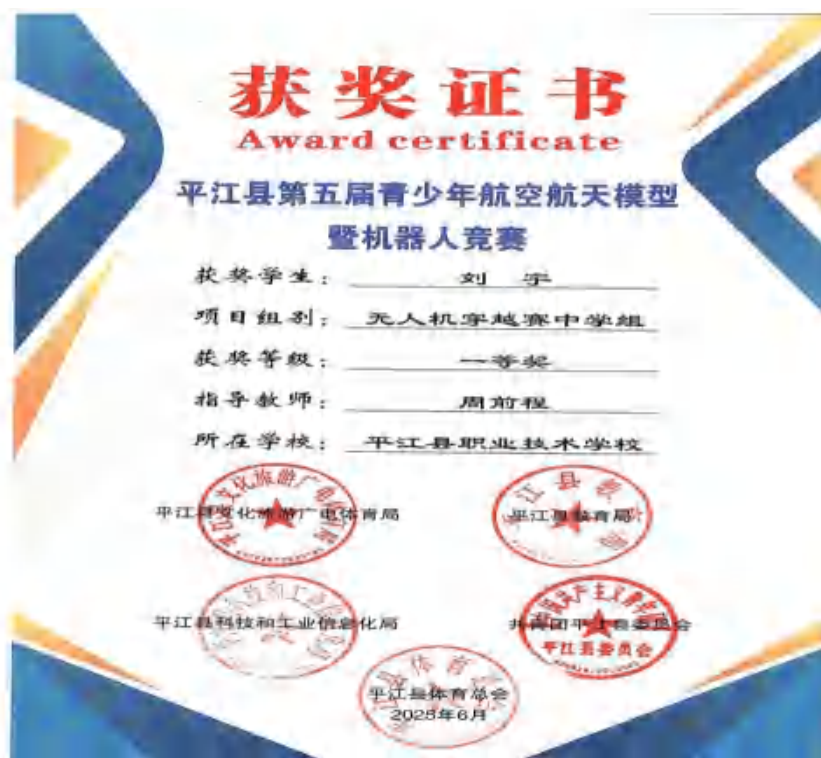 获奖证书
Award certificate
平江县第五届青少年航空航天模型
暨机器人竞赛
获奖学生：刘 宇
项目组别：无人机穿越赛中学组
获奖等级：一等奖
指导教师：周前程
所在学校：平江县职业技术学校
平江县文化旅游广电体育局
平江县教育局
平江县科技和工业信息化局
共青团平江县委员会
平江县委员会
平江县体育总会
2025年6月